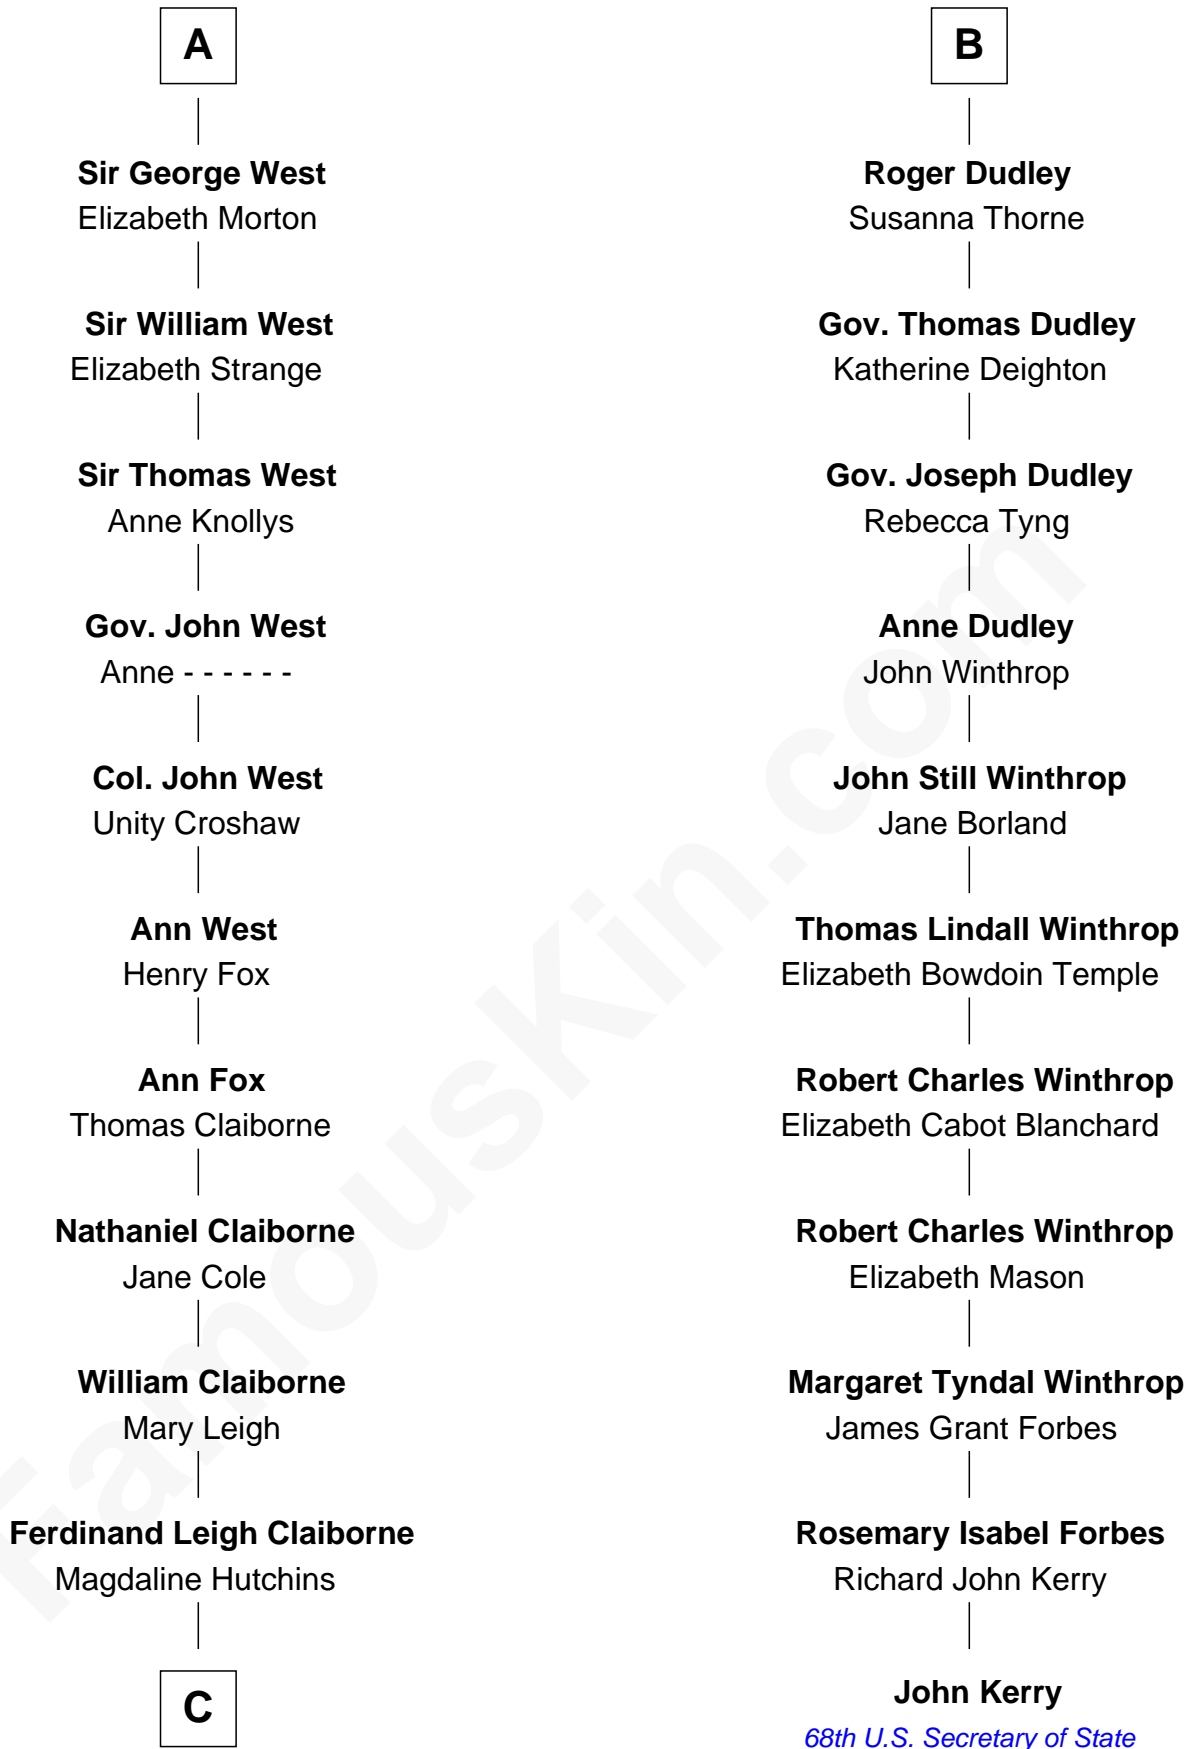 A
Sir George West
Elizabeth Morton
Sir William West
Elizabeth Strange
Sir Thomas West
Anne Knollys
Gov. John West
Anne - - - - - -
Col. John West
Unity Croshaw
Ann West
Henry Fox
Ann Fox
Thomas Claiborne
Nathaniel Claiborne
Jane Cole
William Claiborne
Mary Leigh
Ferdinand Leigh Claiborne
Magdaline Hutchins
C
B
Roger Dudley
Susanna Thorne
Gov. Thomas Dudley
Katherine Deighton
Gov. Joseph Dudley
Rebecca Tyng
Anne Dudley
John Winthrop
John Still Winthrop
Jane Borland
Thomas Lindall Winthrop
Elizabeth Bowdoin Temple
Robert Charles Winthrop
Elizabeth Cabot Blanchard
Robert Charles Winthrop
Elizabeth Mason
Margaret Tyndal Winthrop
James Grant Forbes
Rosemary Isabel Forbes
Richard John Kerry
John Kerry
68th U.S. Secretary of State
FamousKin.com